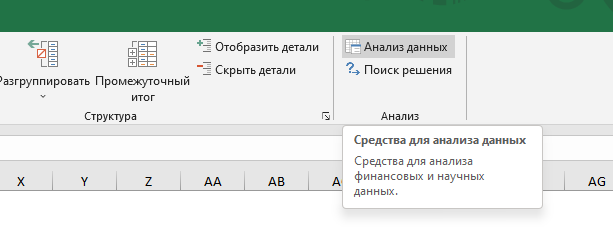 Разгруппировать
Промежуточный
итог
Отобразить детали
Скрыть детали
Структура
Анализ данных
Поиск решения
Анализ
Средства для анализа данных
Средства для анализа
финансовых и научных
данных.
X Y Z AA AB AG